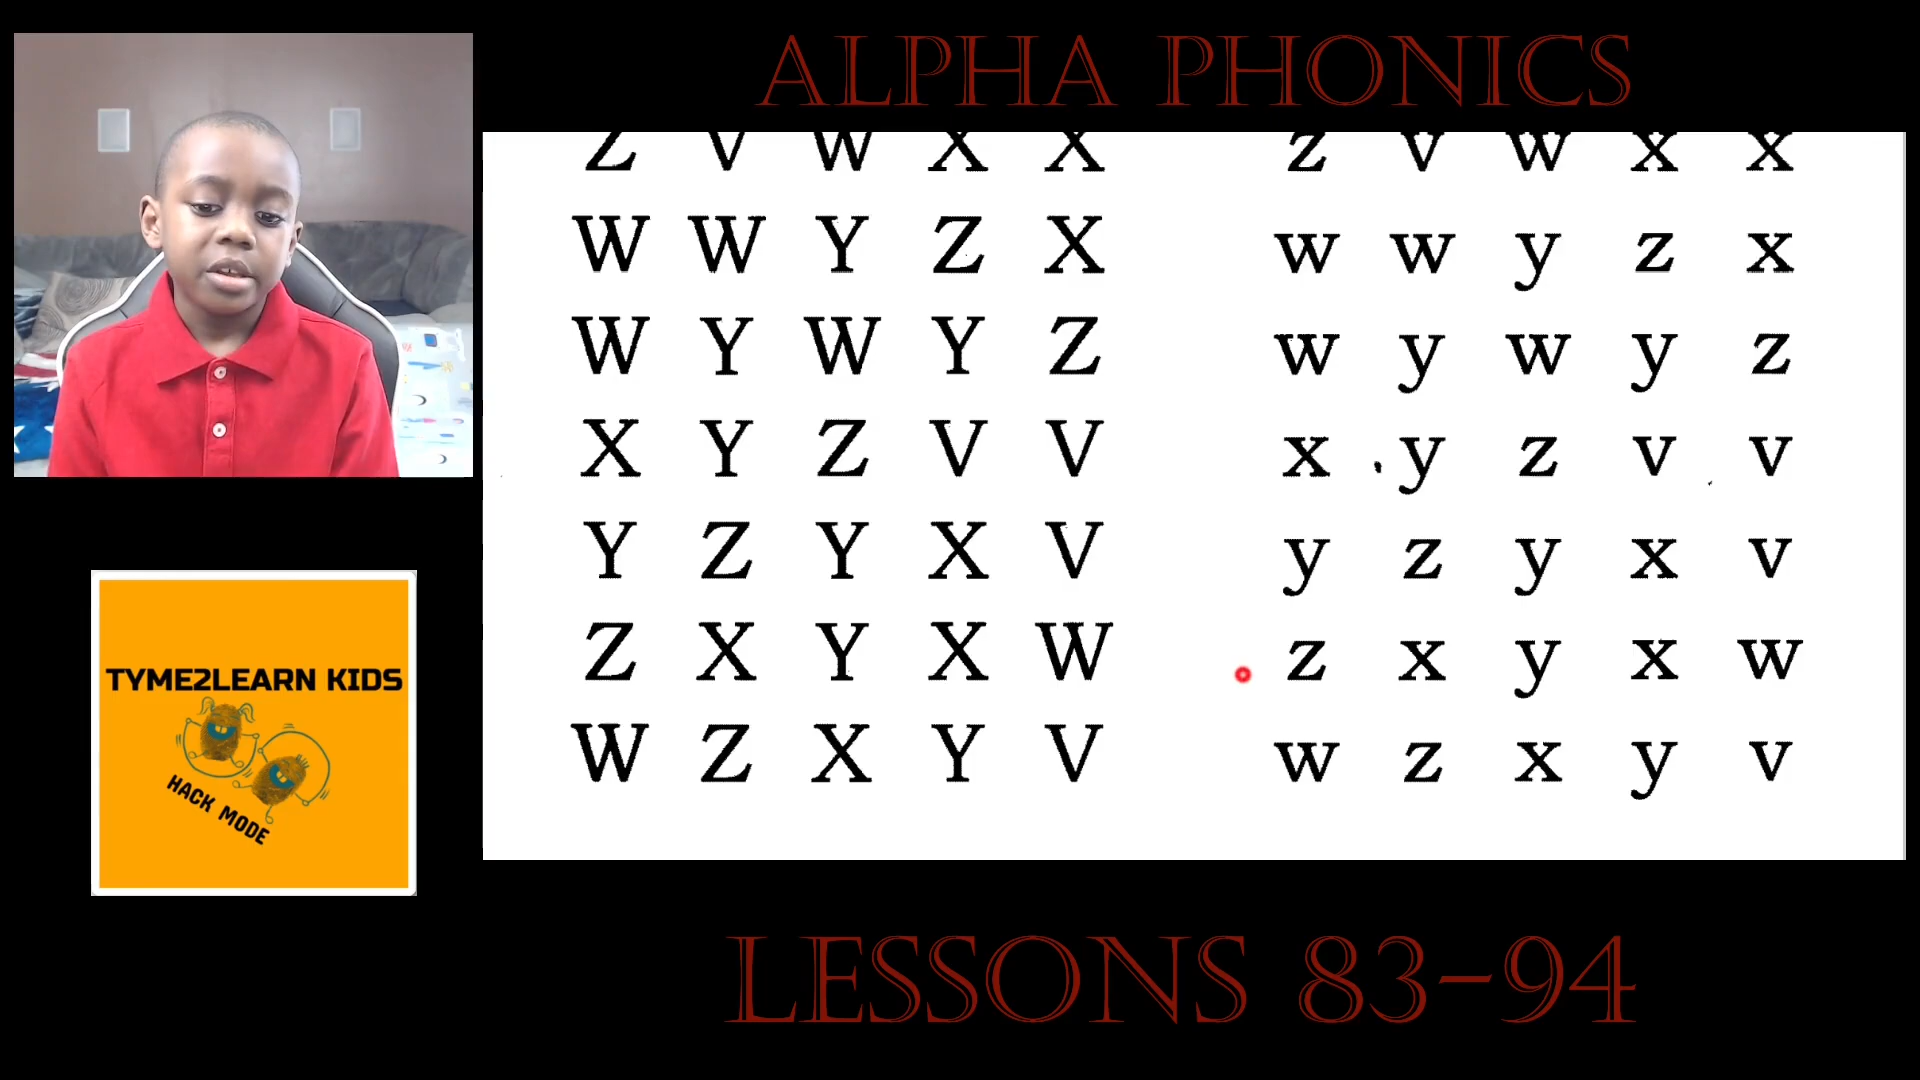 ALPHA PHONICS
Z V W X X z v w x x
W W Y Z X w w y z x
W Y W Y Z w y w y z
X Y Z V V x y z v v
Y Z Y X V y z y x v
Z X Y X W z x y x w
W Z X Y V w z x y v
TYME2LEARN KIDS
HACK MODE
LESSONS 83-94